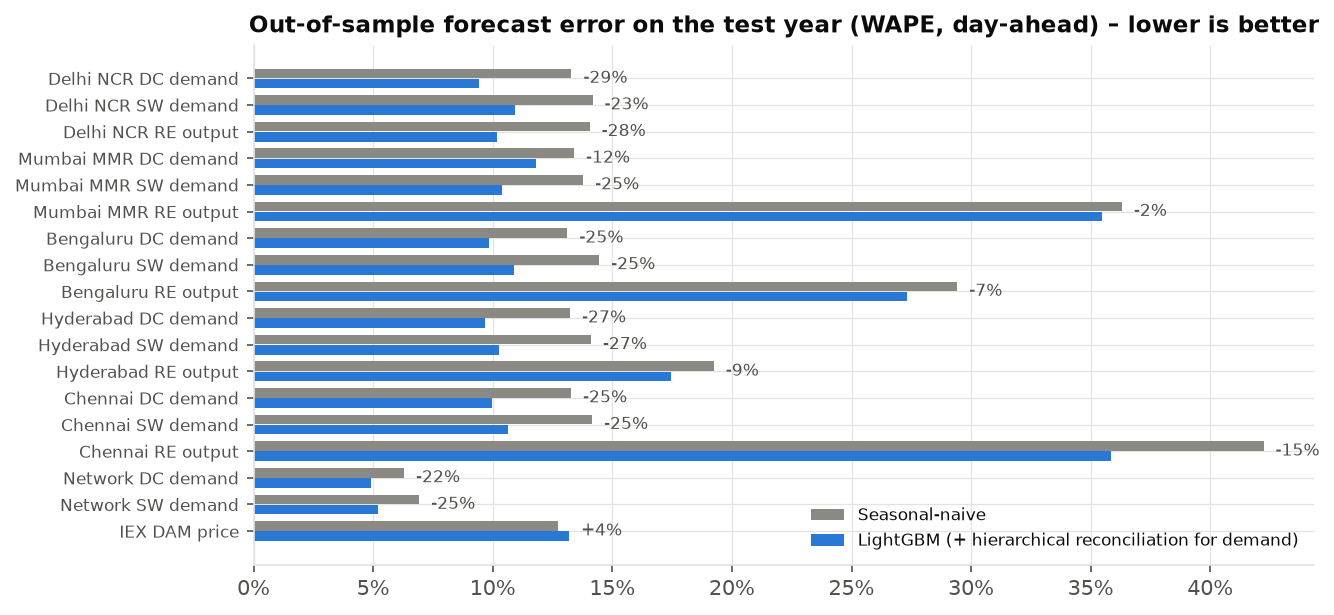 Out-of-sample forecast error on the test year (WAPE, day-ahead) – lower is better
Delhi NCR DC demand -29%
Delhi NCR SW demand -23%
Delhi NCR RE output -28%
Mumbai MMR DC demand -12%
Mumbai MMR SW demand -25%
Mumbai MMR RE output -2%
Bengaluru DC demand -25%
Bengaluru SW demand -25%
Bengaluru RE output -7%
Hyderabad DC demand -27%
Hyderabad SW demand -27%
Hyderabad RE output -9%
Chennai DC demand -25%
Chennai SW demand -25%
Chennai RE output -15%
Network DC demand -22%
Network SW demand -25%
IEX DAM price +4%
Seasonal-naive
LightGBM (+ hierarchical reconciliation for demand)
0% 5% 10% 15% 20% 25% 30% 35% 40%